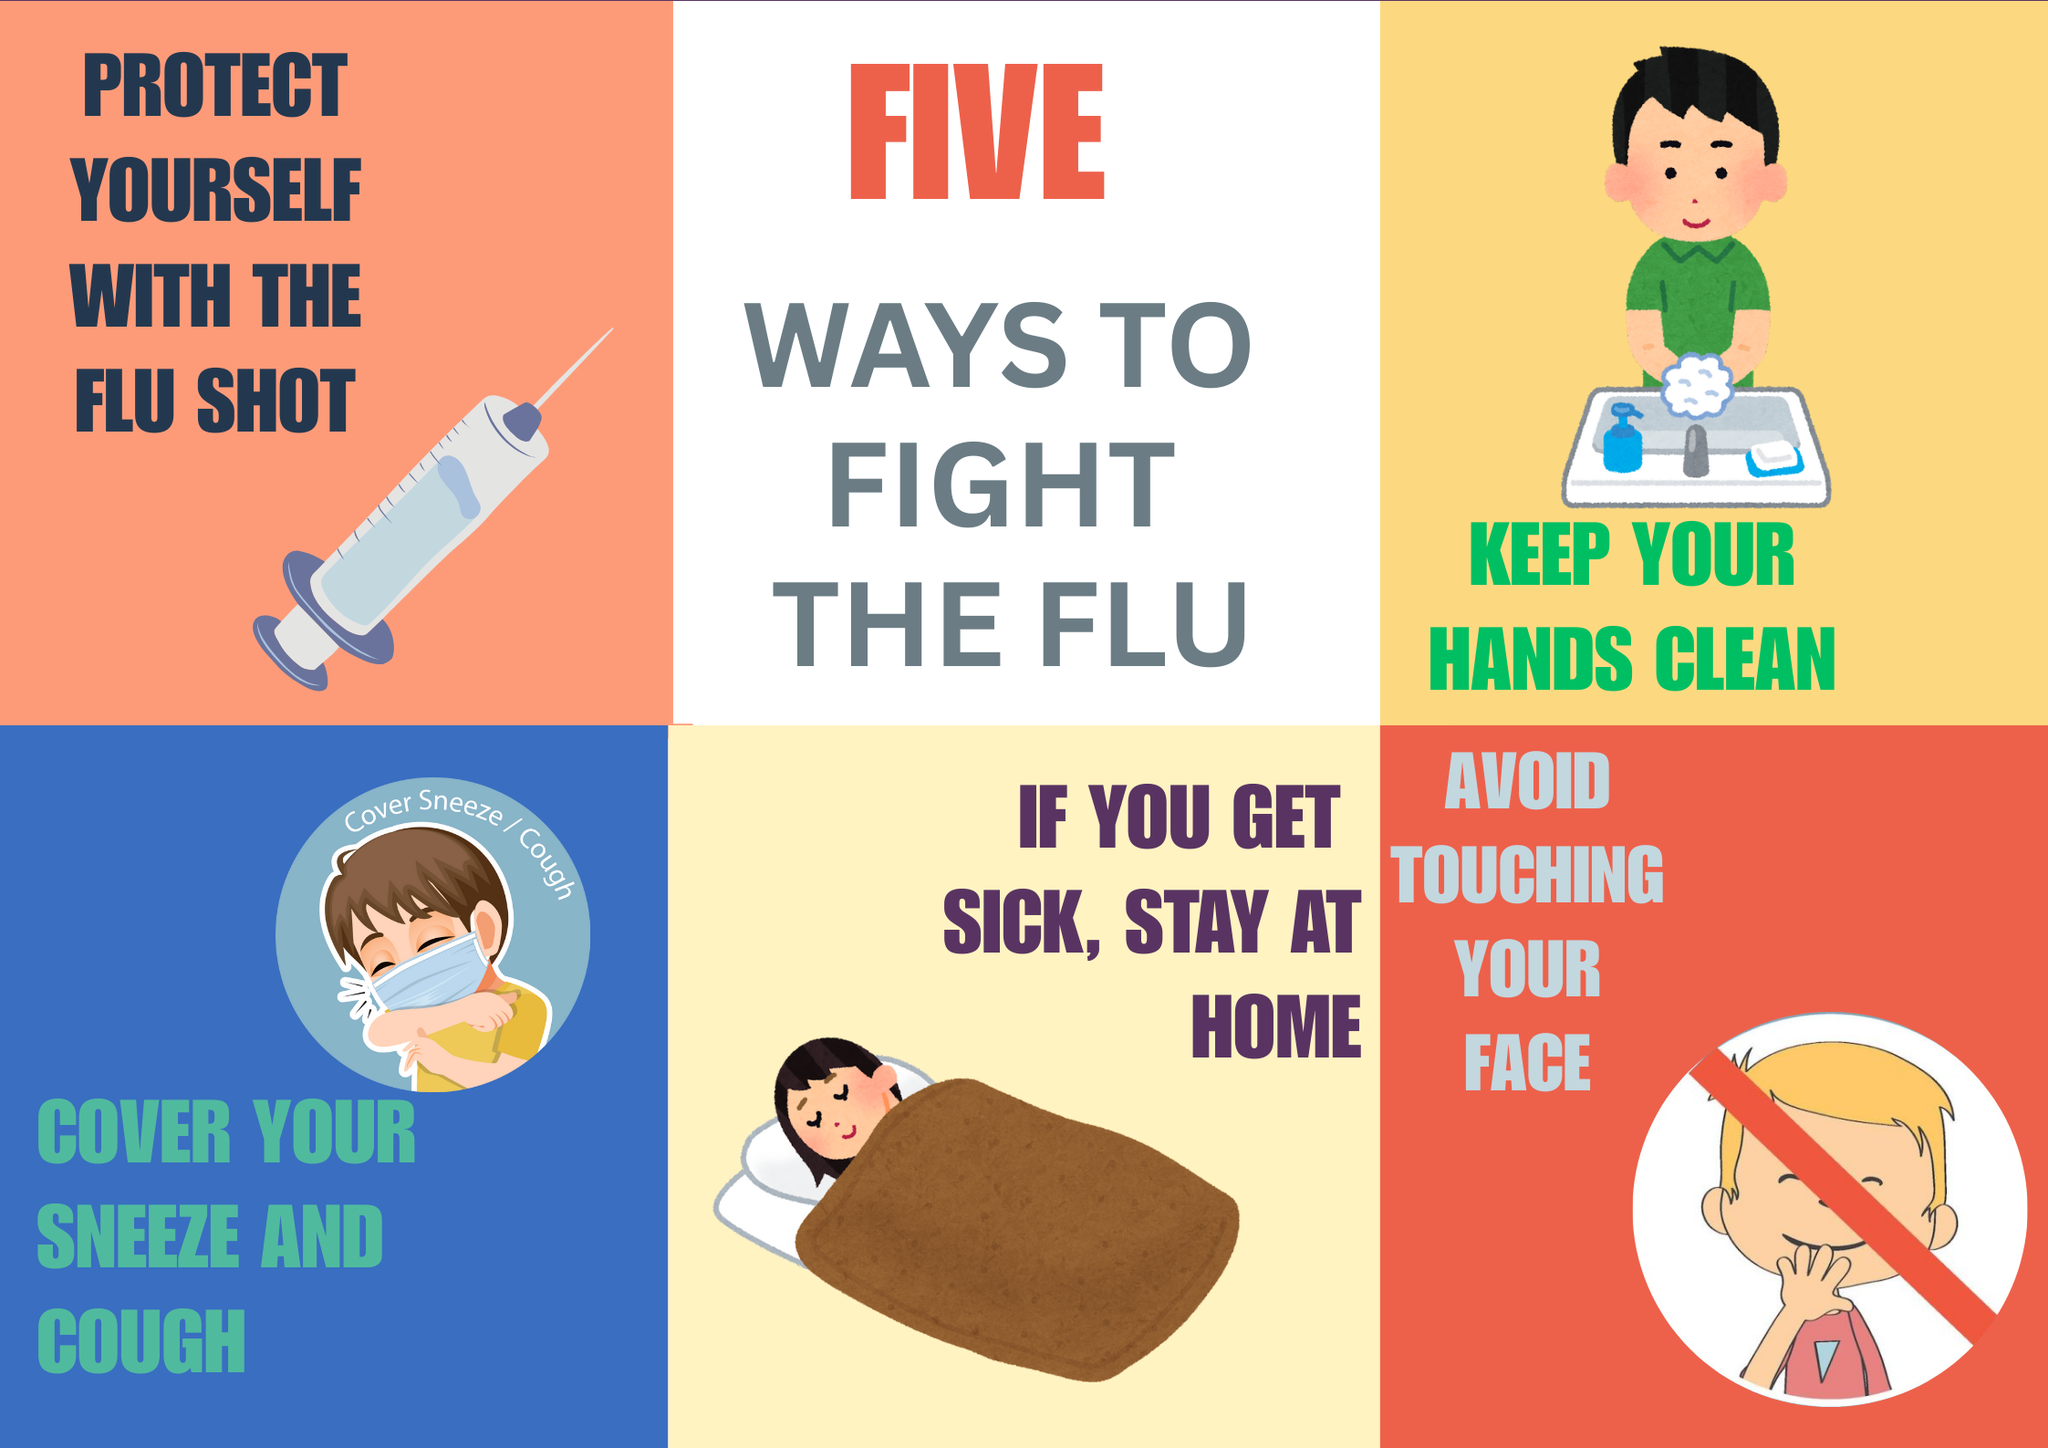 PROTECT
YOURSELF
WITH THE
FLU SHOT
FIVE
WAYS TO
FIGHT
THE FLU
KEEP YOUR
HANDS CLEAN
Cover Sneeze / Cough
COVER YOUR
SNEEZE AND
COUGH
IF YOU GET
SICK, STAY AT
HOME
AVOID
TOUCHING
YOUR
FACE